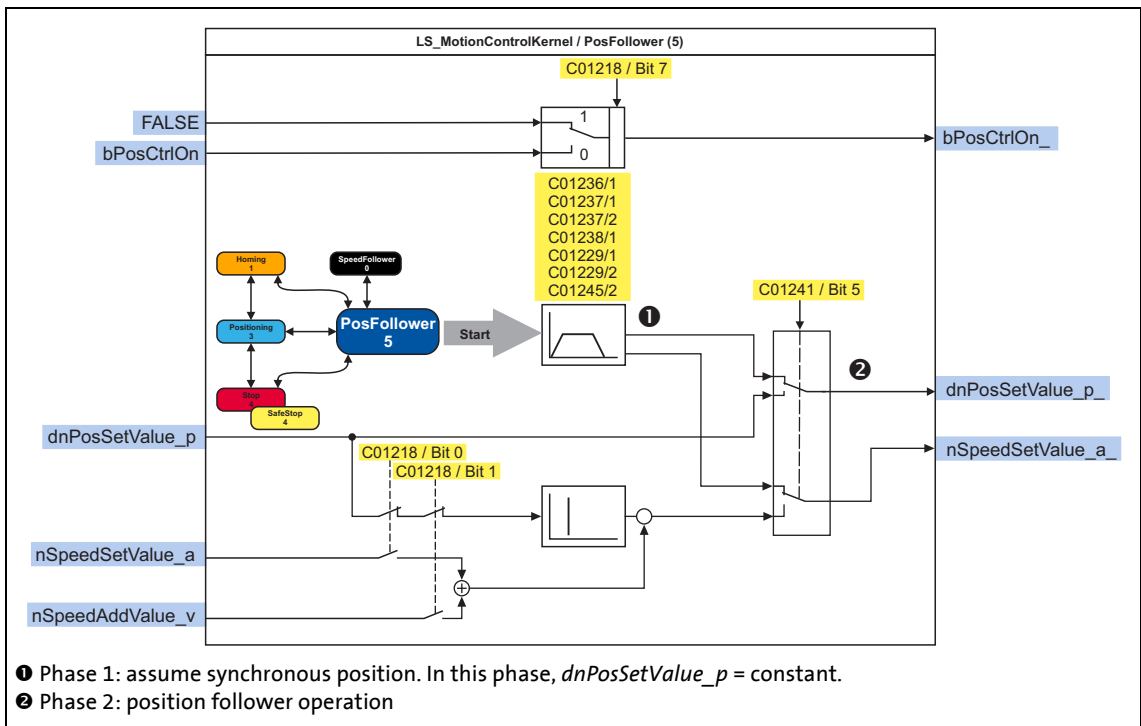 LS_MotionControlKernel / PosFollower (5)
C01218 / Bit 7
FALSE
1
bPosCtrlOn
0
bPosCtrlOn_
C01236/1
C01237/1
C01237/2
C01238/1
C01229/1
C01229/2
C01245/2
Homing
1
SpeedFollower
0
C01241 / Bit 5
Positioning
3
PosFollower
5
Start
❶
❷
Stop
4
SafeStop
4
dnPosSetValue_p_
dnPosSetValue_p
nSpeedSetValue_a_
C01218 / Bit 0
C01218 / Bit 1
nSpeedSetValue_a
nSpeedAddValue_v
❶ Phase 1: assume synchronous position. In this phase, dnPosSetValue_p = constant.
❷ Phase 2: position follower operation